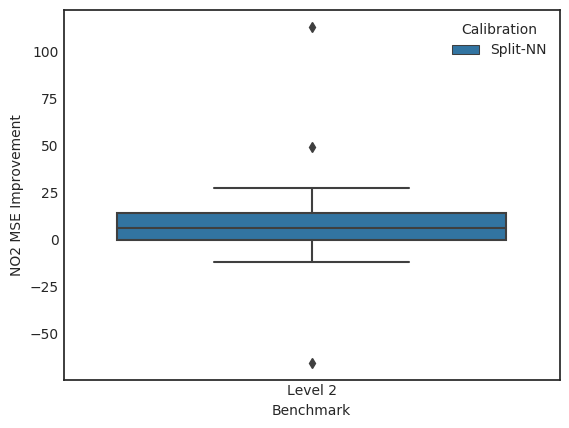 Calibration
Split-NN
NO2 MSE Improvement
100
75
50
25
0
−25
−50
Level 2
Benchmark